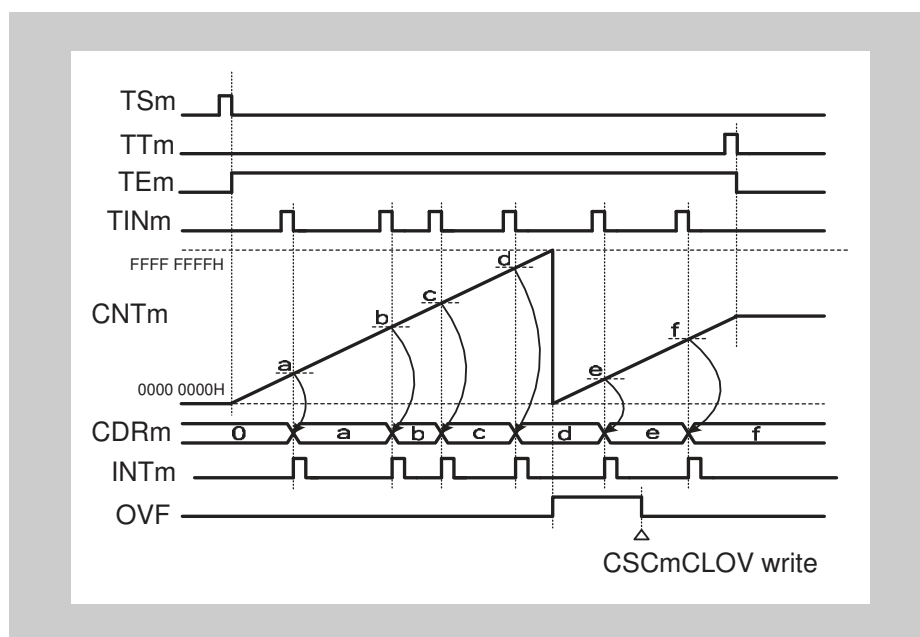 TSm
TTm
TEm
TINm
FFFF FFFFH
CNTm
a
b
c
d
e
f
0000 0000H
CDRm 0 a b c d e f
INTm
OVF
CSCmCLOV write